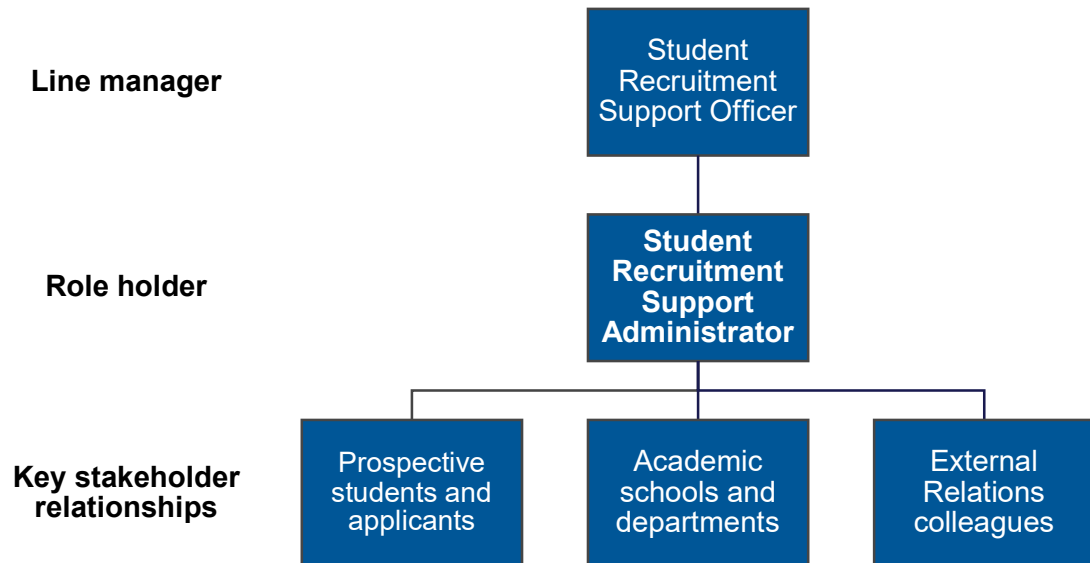 Line manager
Student
Recruitment
Support Officer
Role holder
Student
Recruitment
Support
Administrator
Key stakeholder
relationships
Prospective
students and
applicants
Academic
schools and
departments
External
Relations
colleagues